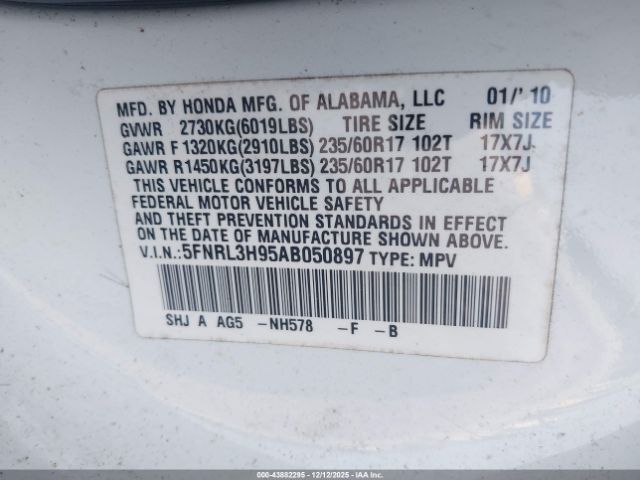 MFD. BY HONDA MFG. OF ALABAMA, LLC 01/'10
GVWR 2730KG(6019LBS) TIRE SIZE RIM SIZE
GAWR F 1320KG(2910LBS) 235/60R17 102T 17X7J
GAWR R 1450KG(3197LBS) 235/60R17 102T 17X7J
THIS VEHICLE CONFORMS TO ALL APPLICABLE
FEDERAL MOTOR VEHICLE SAFETY
AND THEFT PREVENTION STANDARDS IN EFFECT
ON THE DATE OF MANUFACTURE SHOWN ABOVE.
V.I.N.: 5FNRL3H95AB050897 TYPE: MPV
SHJ A AG5 -NH578 -F -B
000-43882295 - 12/12/2025 - IAAI.COM